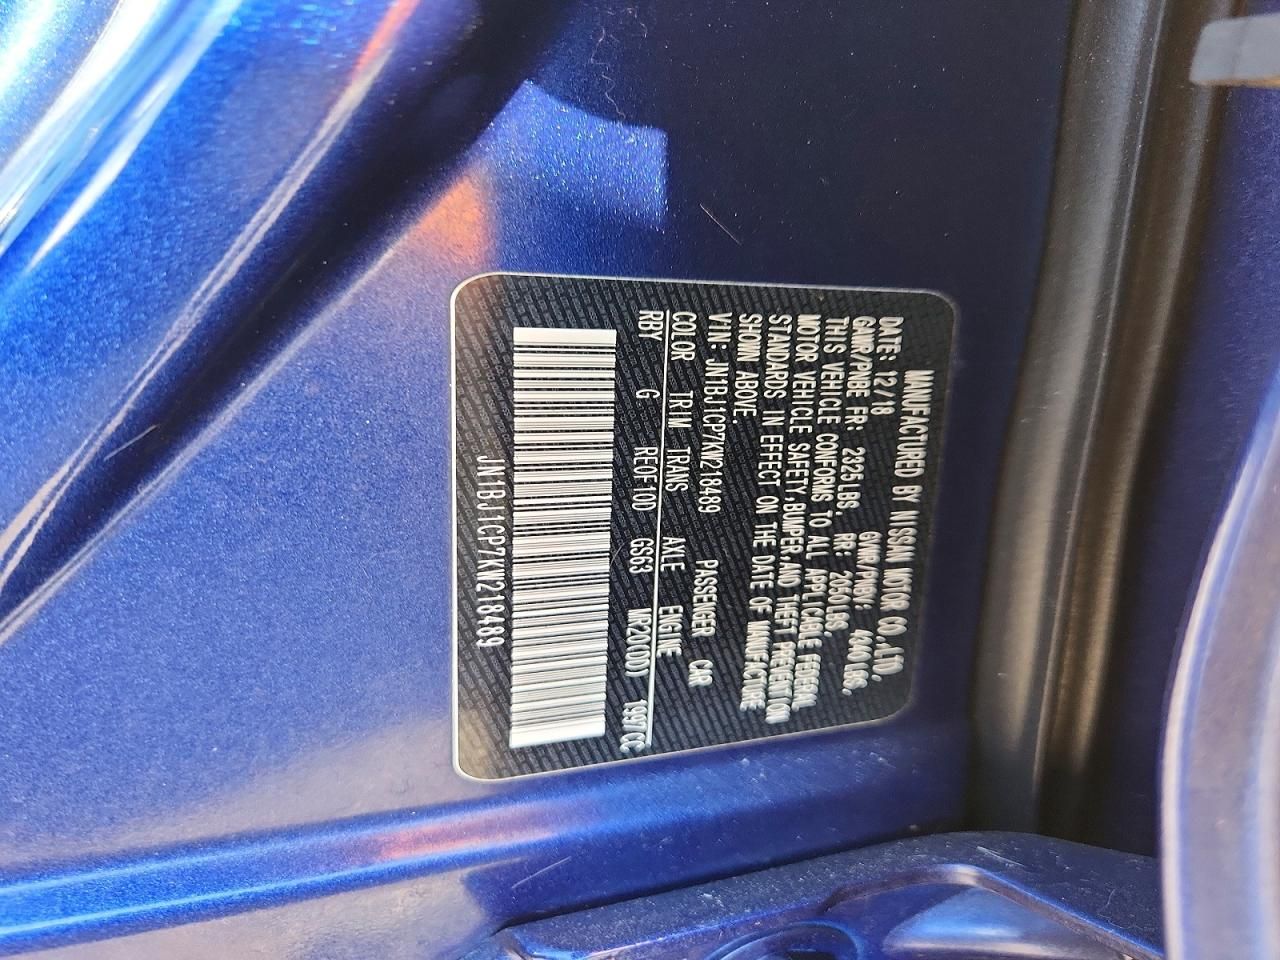 MANUFACTURED BY NISSAN MOTOR CO.,LTD.
DATE: 12/18 GVWR/PNBV: 4040 LBS.
GAWR/PNBE FR: 2325LBS. RR: 2050LBS.
THIS VEHICLE CONFORMS TO ALL APPLICABLE FEDERAL
MOTOR VEHICLE SAFETY,BUMPER,AND THEFT PREVENTION
STANDARDS IN EFFECT ON THE DATE OF MANUFACTURE
SHOWN ABOVE.
VIN: JN1BJ1CP7KW218489 PASSENGER CAR
COLOR TRIM TRANS AXLE ENGINE
RBY G RE0F10D GS63 MR20(DD) 1997CC
JN1BJ1CP7KW218489